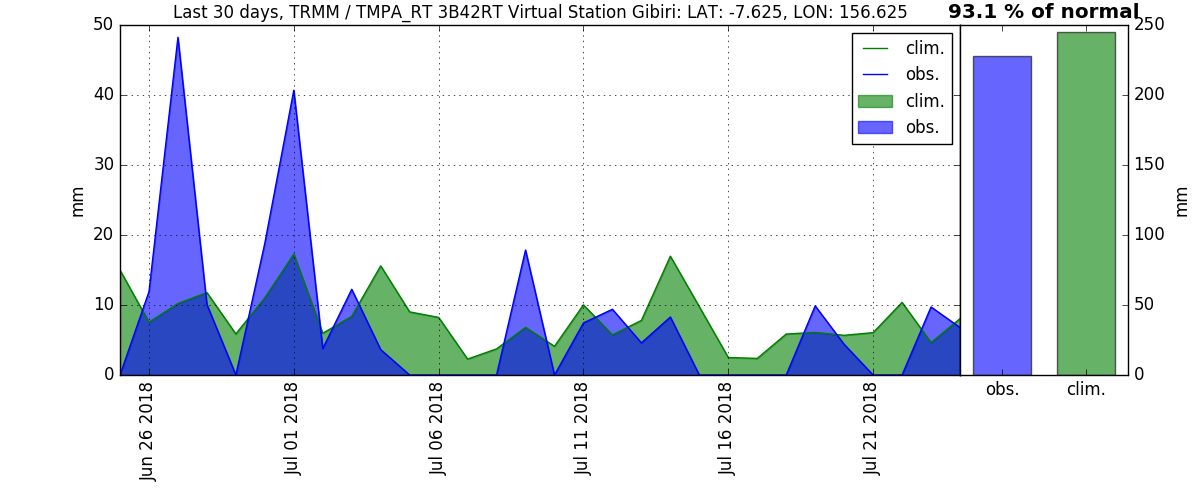 Last 30 days, TRMM / TMPA_RT 3B42RT Virtual Station Gibiri: LAT: -7.625, LON: 156.625
93.1 % of normal
50
40
30
20
10
0
mm
clim.
obs.
clim.
obs.
250
200
150
100
50
0
mm
Jun 26 2018
Jul 01 2018
Jul 06 2018
Jul 11 2018
Jul 16 2018
Jul 21 2018
obs.
clim.